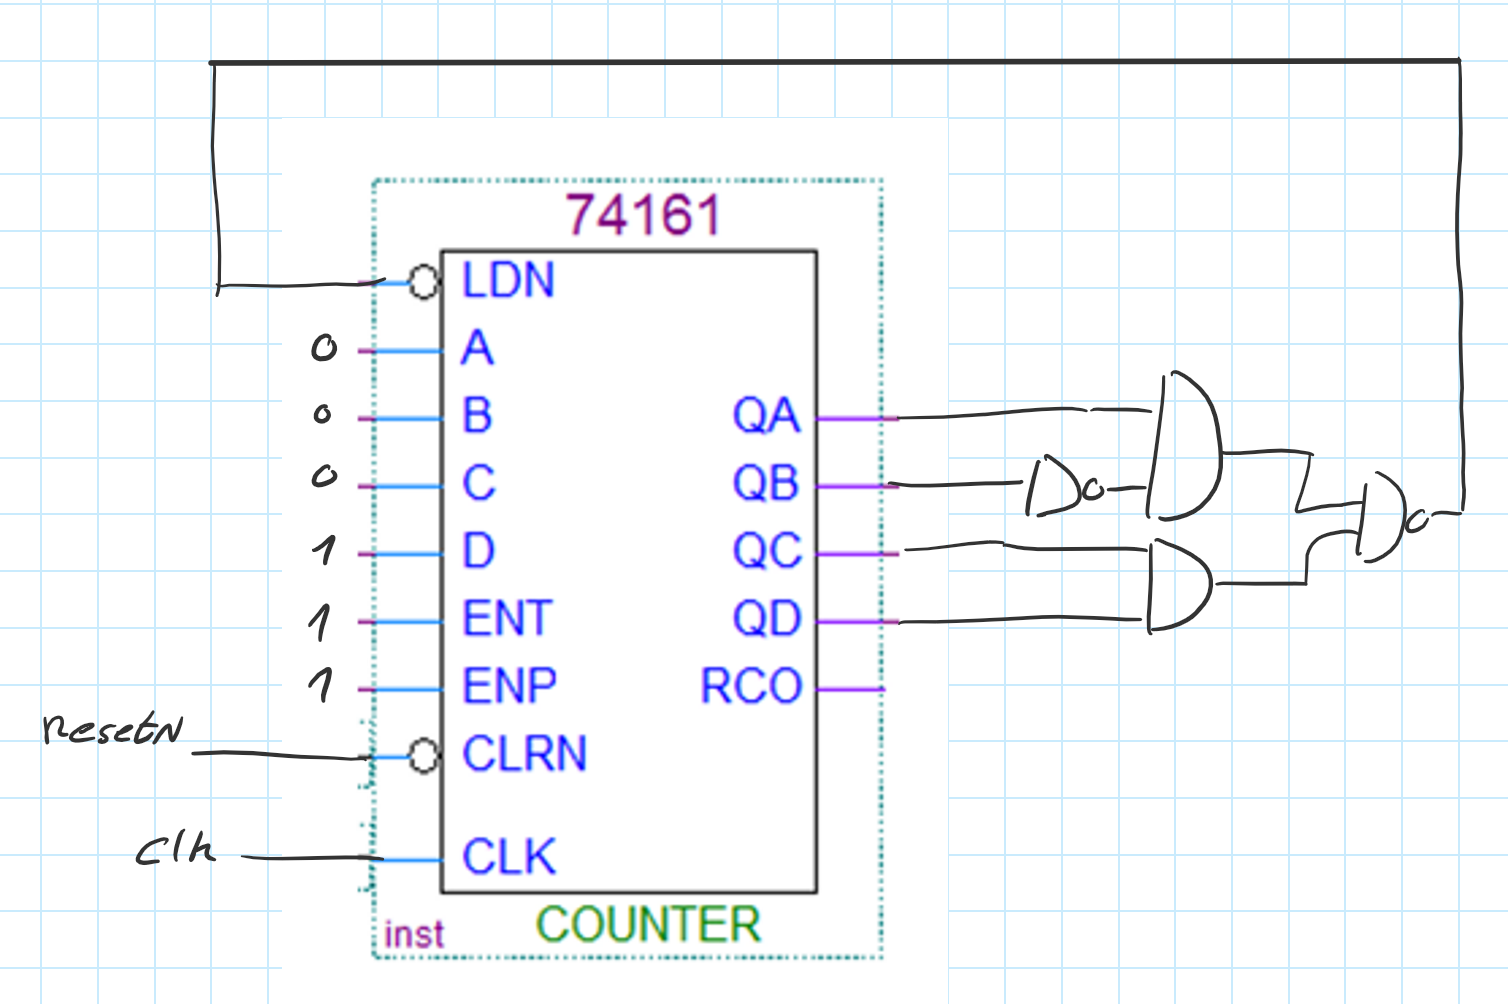 74161
LDN
0 A
0 B QA
0 C QB
1 D QC
1 ENT QD
1 ENP RCO
ResetN CLRN
Clk CLK
inst COUNTER